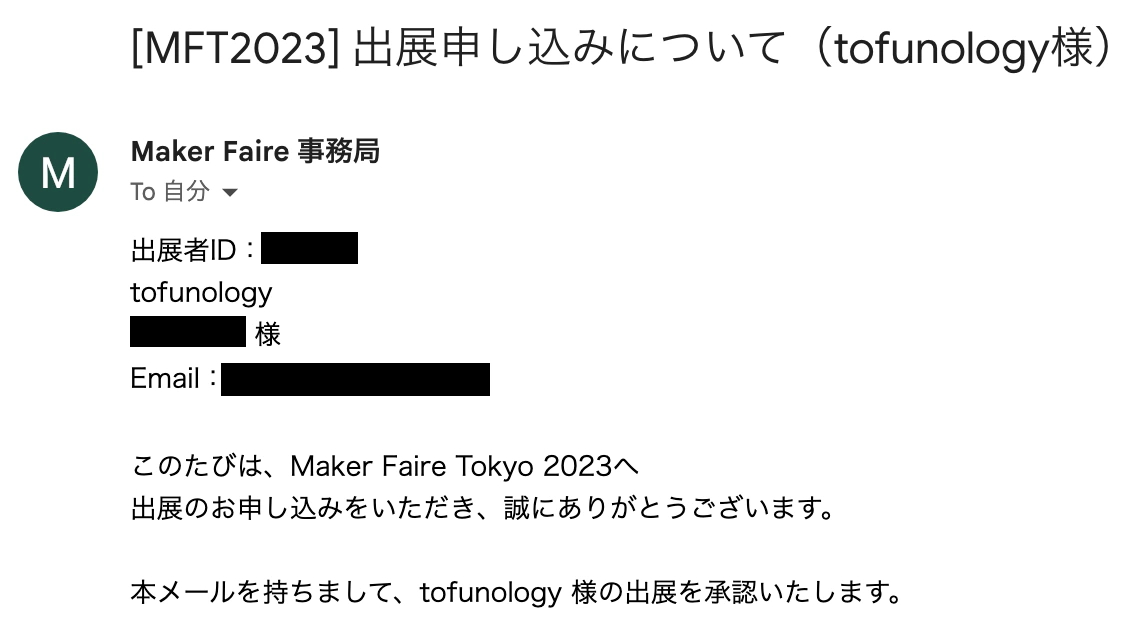 [MFT2023] 出展申し込みについて（tofunology様）
M
Maker Faire 事務局
To 自分
出展者ID：
tofunology
様
Email：
このたびは、Maker Faire Tokyo 2023へ
出展のお申し込みをいただき、誠にありがとうございます。
本メールを持ちまして、tofunology 様の出展を承認いたします。